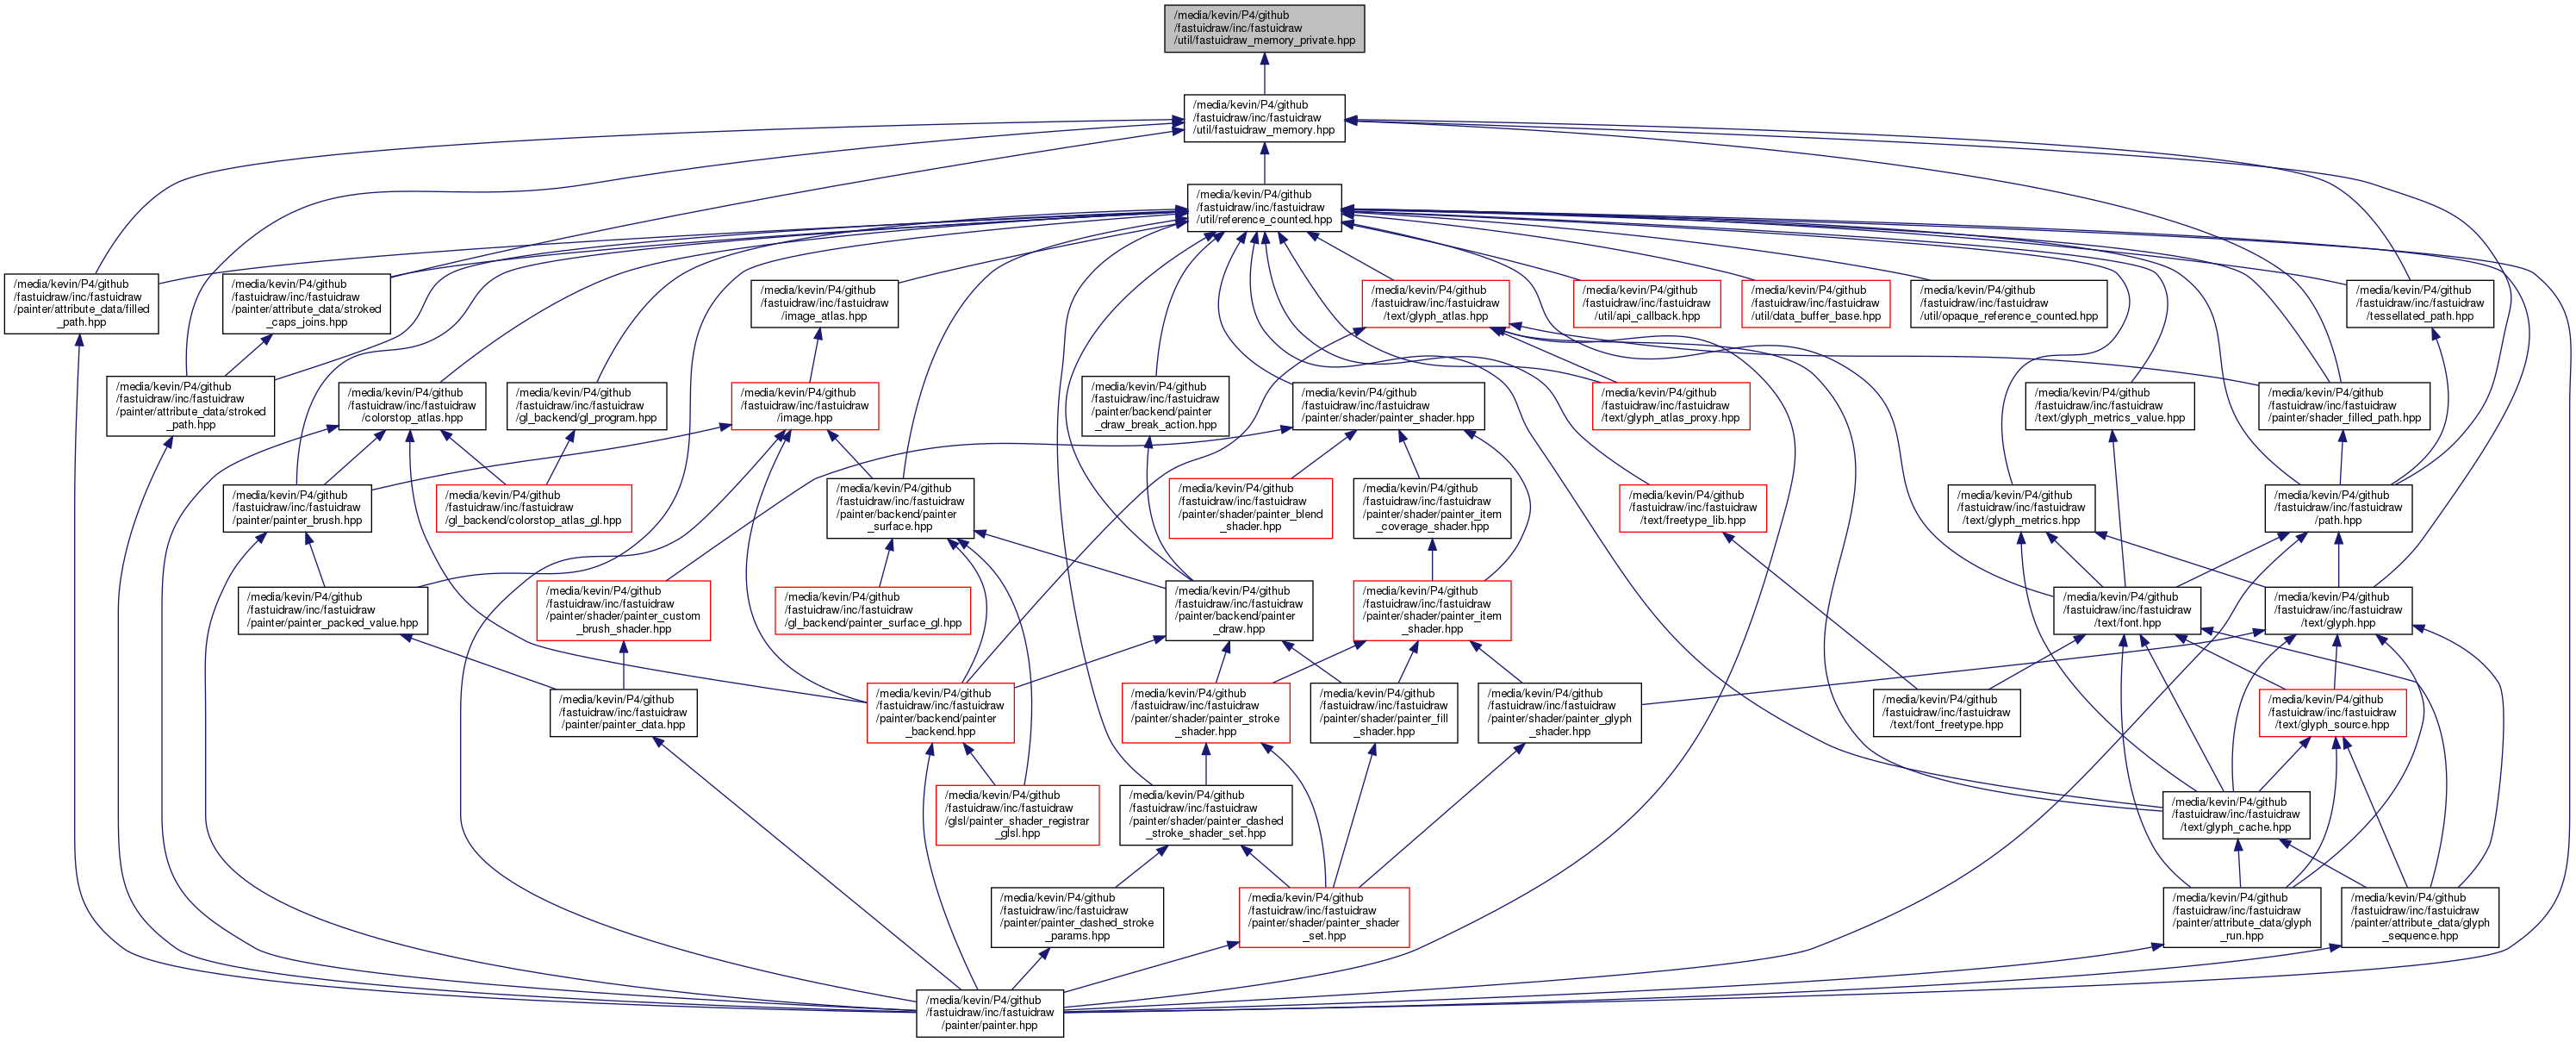 /media/kevin/P4/github
/fastuidraw/inc/fastuidraw
/util/fastuidraw_memory_private.hpp
/media/kevin/P4/github
/fastuidraw/inc/fastuidraw
/util/fastuidraw_memory.hpp
/media/kevin/P4/github
/fastuidraw/inc/fastuidraw
/util/reference_counted.hpp
/media/kevin/P4/github
/fastuidraw/inc/fastuidraw
/painter/attribute_data/filled
_path.hpp
/media/kevin/P4/github
/fastuidraw/inc/fastuidraw
/painter/attribute_data/stroked
_caps_joins.hpp
/media/kevin/P4/github
/fastuidraw/inc/fastuidraw
/image_atlas.hpp
/media/kevin/P4/github
/fastuidraw/inc/fastuidraw
/text/glyph_atlas.hpp
/media/kevin/P4/github
/fastuidraw/inc/fastuidraw
/util/api_callback.hpp
/media/kevin/P4/github
/fastuidraw/inc/fastuidraw
/util/data_buffer_base.hpp
/media/kevin/P4/github
/fastuidraw/inc/fastuidraw
/util/opaque_reference_counted.hpp
/media/kevin/P4/github
/fastuidraw/inc/fastuidraw
/tessellated_path.hpp
/media/kevin/P4/github
/fastuidraw/inc/fastuidraw
/painter/attribute_data/stroked
_path.hpp
/media/kevin/P4/github
/fastuidraw/inc/fastuidraw
/colorstop_atlas.hpp
/media/kevin/P4/github
/fastuidraw/inc/fastuidraw
/gl_backend/gl_program.hpp
/media/kevin/P4/github
/fastuidraw/inc/fastuidraw
/image.hpp
/media/kevin/P4/github
/fastuidraw/inc/fastuidraw
/painter/backend/painter
_draw_break_action.hpp
/media/kevin/P4/github
/fastuidraw/inc/fastuidraw
/painter/shader/painter_shader.hpp
/media/kevin/P4/github
/fastuidraw/inc/fastuidraw
/text/glyph_atlas_proxy.hpp
/media/kevin/P4/github
/fastuidraw/inc/fastuidraw
/text/glyph_metrics_value.hpp
/media/kevin/P4/github
/fastuidraw/inc/fastuidraw
/painter/shader_filled_path.hpp
/media/kevin/P4/github
/fastuidraw/inc/fastuidraw
/painter/painter_brush.hpp
/media/kevin/P4/github
/fastuidraw/inc/fastuidraw
/gl_backend/colorstop_atlas_gl.hpp
/media/kevin/P4/github
/fastuidraw/inc/fastuidraw
/painter/backend/painter
_surface.hpp
/media/kevin/P4/github
/fastuidraw/inc/fastuidraw
/painter/shader/painter_blend
_shader.hpp
/media/kevin/P4/github
/fastuidraw/inc/fastuidraw
/painter/shader/painter_item
_coverage_shader.hpp
/media/kevin/P4/github
/fastuidraw/inc/fastuidraw
/text/freetype_lib.hpp
/media/kevin/P4/github
/fastuidraw/inc/fastuidraw
/text/glyph_metrics.hpp
/media/kevin/P4/github
/fastuidraw/inc/fastuidraw
/path.hpp
/media/kevin/P4/github
/fastuidraw/inc/fastuidraw
/painter/painter_packed_value.hpp
/media/kevin/P4/github
/fastuidraw/inc/fastuidraw
/painter/shader/painter_custom
_brush_shader.hpp
/media/kevin/P4/github
/fastuidraw/inc/fastuidraw
/gl_backend/painter_surface_gl.hpp
/media/kevin/P4/github
/fastuidraw/inc/fastuidraw
/painter/backend/painter
_draw.hpp
/media/kevin/P4/github
/fastuidraw/inc/fastuidraw
/painter/shader/painter_item
_shader.hpp
/media/kevin/P4/github
/fastuidraw/inc/fastuidraw
/text/font.hpp
/media/kevin/P4/github
/fastuidraw/inc/fastuidraw
/text/glyph.hpp
/media/kevin/P4/github
/fastuidraw/inc/fastuidraw
/painter/painter_data.hpp
/media/kevin/P4/github
/fastuidraw/inc/fastuidraw
/painter/backend/painter
_backend.hpp
/media/kevin/P4/github
/fastuidraw/inc/fastuidraw
/painter/shader/painter_stroke
_shader.hpp
/media/kevin/P4/github
/fastuidraw/inc/fastuidraw
/painter/shader/painter_fill
_shader.hpp
/media/kevin/P4/github
/fastuidraw/inc/fastuidraw
/painter/shader/painter_glyph
_shader.hpp
/media/kevin/P4/github
/fastuidraw/inc/fastuidraw
/text/font_freetype.hpp
/media/kevin/P4/github
/fastuidraw/inc/fastuidraw
/text/glyph_source.hpp
/media/kevin/P4/github
/fastuidraw/inc/fastuidraw
/glsl/painter_shader_registrar
_glsl.hpp
/media/kevin/P4/github
/fastuidraw/inc/fastuidraw
/painter/shader/painter_dashed
_stroke_shader_set.hpp
/media/kevin/P4/github
/fastuidraw/inc/fastuidraw
/text/glyph_cache.hpp
/media/kevin/P4/github
/fastuidraw/inc/fastuidraw
/painter/painter_dashed_stroke
_params.hpp
/media/kevin/P4/github
/fastuidraw/inc/fastuidraw
/painter/shader/painter_shader
_set.hpp
/media/kevin/P4/github
/fastuidraw/inc/fastuidraw
/painter/attribute_data/glyph
_run.hpp
/media/kevin/P4/github
/fastuidraw/inc/fastuidraw
/painter/attribute_data/glyph
_sequence.hpp
/media/kevin/P4/github
/fastuidraw/inc/fastuidraw
/painter/painter.hpp